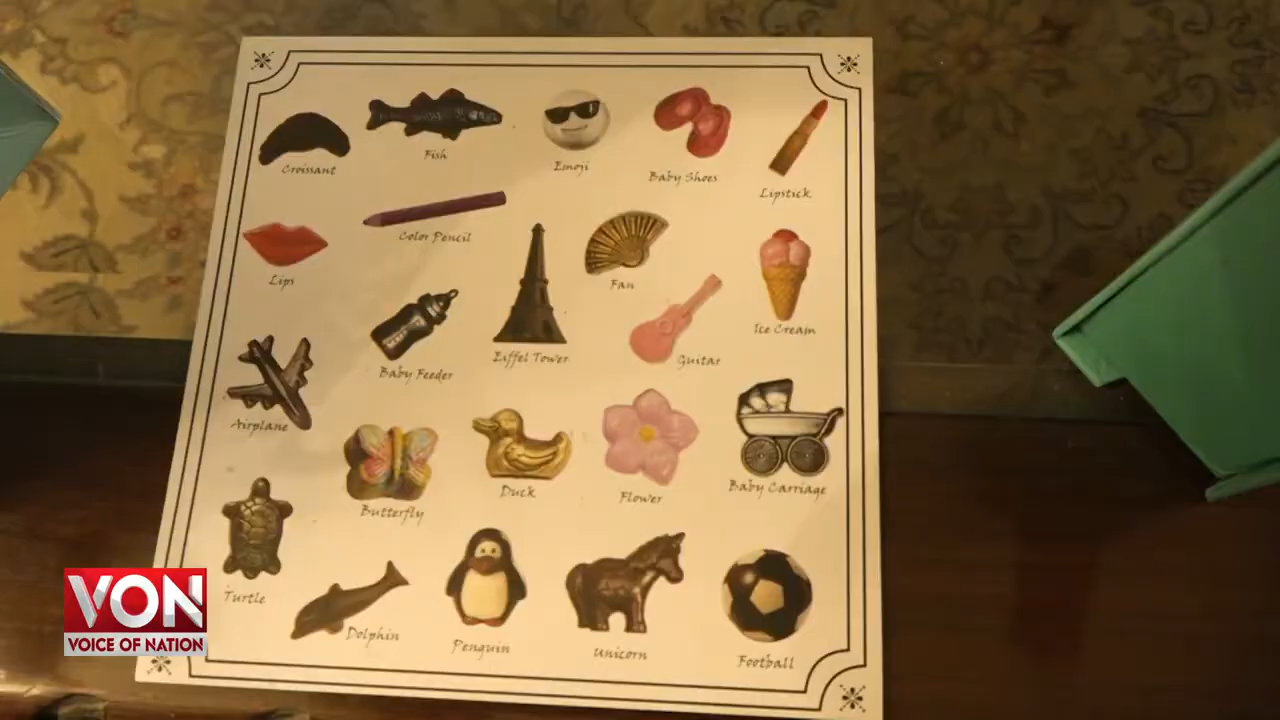 Croissant
Fish
Emoji
Baby Shoes
Lipstick
Lips
Color Pencil
Fan
Ice Cream
Baby Feeder
Eiffel Tower
Guitar
Airplane
Butterfly
Duck
Flower
Baby Carriage
Turtle
Dolphin
Penguin
Unicorn
Football
VON
VOICE OF NATION